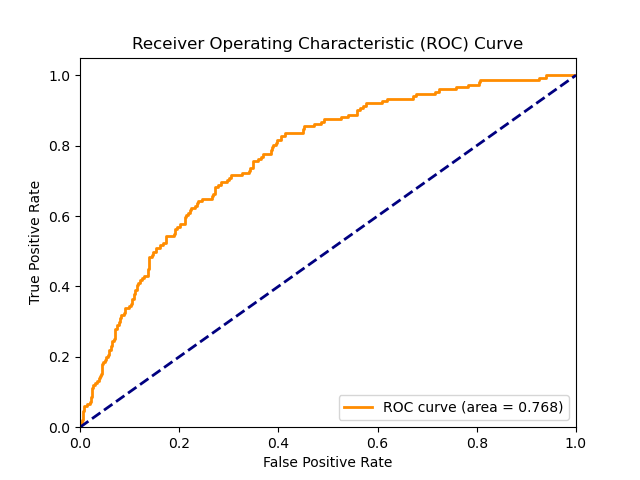 Receiver Operating Characteristic (ROC) Curve
1.0
0.8
0.6
0.4
0.2
0.0
True Positive Rate
ROC curve (area = 0.768)
0.0 0.2 0.4 0.6 0.8 1.0
False Positive Rate